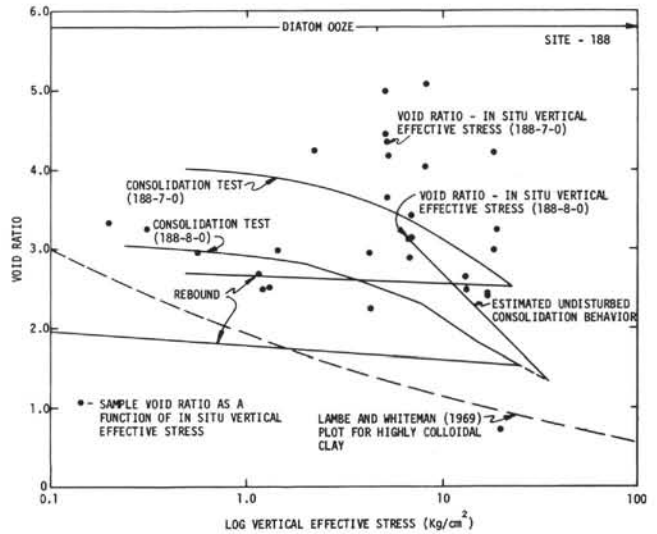 DIATOM OOZE
SITE - 188
6.0
5.0
4.0
3.0
2.0
1.0
0
VOID RATIO
VOID RATIO - IN SITU VERTICAL
EFFECTIVE STRESS (188-7-0)
CONSOLIDATION TEST
(188-7-0)
VOID RATIO - IN SITU VERTICAL
EFFECTIVE STRESS (188-8-0)
CONSOLIDATION TEST
(188-8-0)
REBOUND
ESTIMATED UNDISTURBED
CONSOLIDATION BEHAVIOR
- SAMPLE VOID RATIO AS A
FUNCTION OF IN SITU VERTICAL
EFFECTIVE STRESS
LAMBE AND WHITEMAN (1969)
PLOT FOR HIGHLY COLLOIDAL
CLAY
0.1
1.0
10
100
LOG VERTICAL EFFECTIVE STRESS (Kg/cm²)